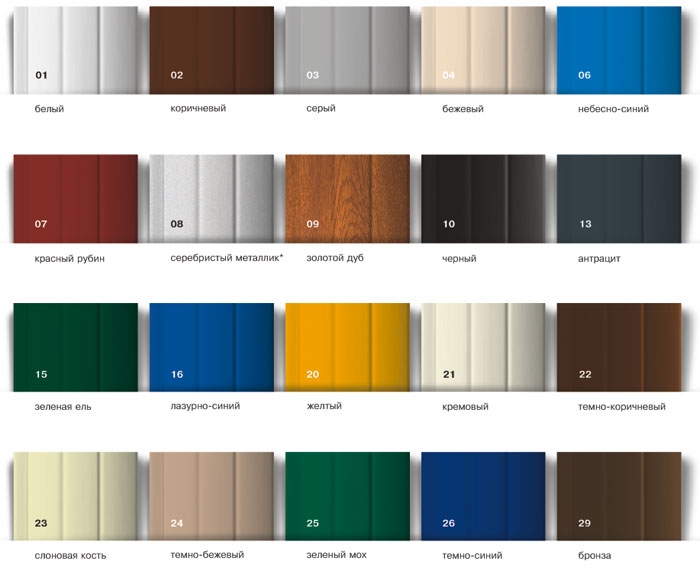 01 02 03 04 06
белый коричневый серый бежевый небесно-синий
07 08 09 10 13
красный рубин серебристый металлик* золотой дуб черный антрацит
15 16 20 21 22
зеленая ель лазурно-синий желтый кремовый темно-коричневый
23 24 25 26 29
слоновая кость темно-бежевый зеленый мох темно-синий бронза